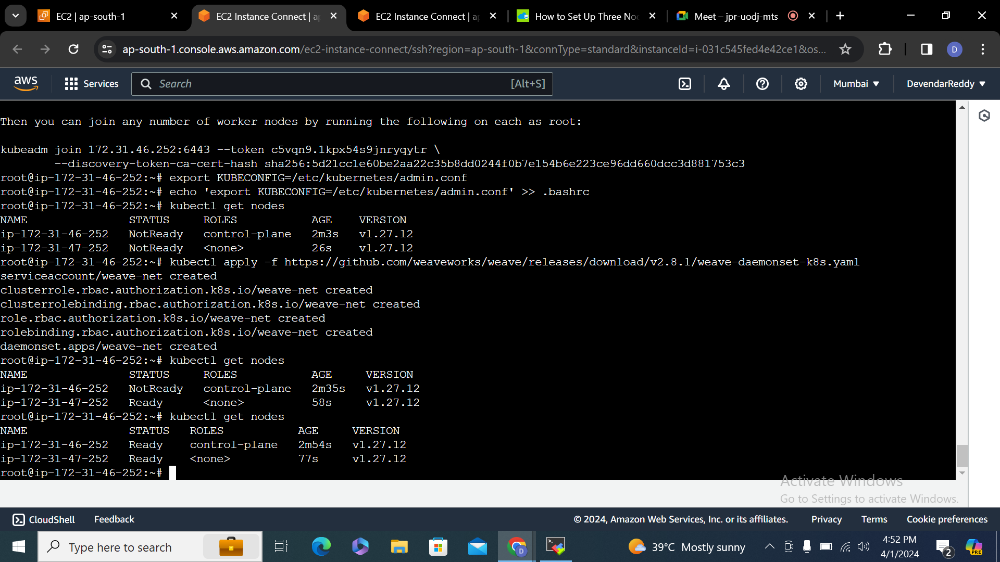 EC2 | ap-south-1
EC2 Instance Connect | ap
EC2 Instance Connect | ap
How to Set Up Three Noc
Meet – jpr-uodj-mts
ap-south-1.console.aws.amazon.com/ec2-instance-connect/ssh?region=ap-south-1&connType=standard&instanceId=i-031c545fed4e42ce1&os...
D
aws
Services
Search
[Alt+S]
Mumbai
DevendarReddy
Then you can join any number of worker nodes by running the following on each as root:
kubeadm join 172.31.46.252:6443 --token c5vqn9.1kpx54s9jnryqytr \
--discovery-token-ca-cert-hash sha256:5d21cc1e60be2aa22c35b8dd0244f0b7e154b6e223ce96dd660dcc3d881753c3
root@ip-172-31-46-252:~# export KUBECONFIG=/etc/kubernetes/admin.conf
root@ip-172-31-46-252:~# echo 'export KUBECONFIG=/etc/kubernetes/admin.conf' >> .bashrc
root@ip-172-31-46-252:~# kubectl get nodes
NAME STATUS ROLES AGE VERSION
ip-172-31-46-252 NotReady control-plane 2m3s v1.27.12
ip-172-31-47-252 NotReady <none> 26s v1.27.12
root@ip-172-31-46-252:~# kubectl apply -f https://github.com/weaveworks/weave/releases/download/v2.8.1/weave-daemonset-k8s.yaml
serviceaccount/weave-net created
clusterrole.rbac.authorization.k8s.io/weave-net created
clusterrolebinding.rbac.authorization.k8s.io/weave-net created
role.rbac.authorization.k8s.io/weave-net created
rolebinding.rbac.authorization.k8s.io/weave-net created
daemonset.apps/weave-net created
root@ip-172-31-46-252:~# kubectl get nodes
NAME STATUS ROLES AGE VERSION
ip-172-31-46-252 NotReady control-plane 2m35s v1.27.12
ip-172-31-47-252 Ready <none> 58s v1.27.12
root@ip-172-31-46-252:~# kubectl get nodes
NAME STATUS ROLES AGE VERSION
ip-172-31-46-252 Ready control-plane 2m54s v1.27.12
ip-172-31-47-252 Ready <none> 77s v1.27.12
root@ip-172-31-46-252:~#
Activate Windows
Go to Settings to activate Windows.
CloudShell
Feedback
© 2024, Amazon Web Services, Inc. or its affiliates.
Privacy
Terms
Cookie preferences
Type here to search
D
39°C Mostly sunny
4:52 PM
4/1/2024
2
PRE